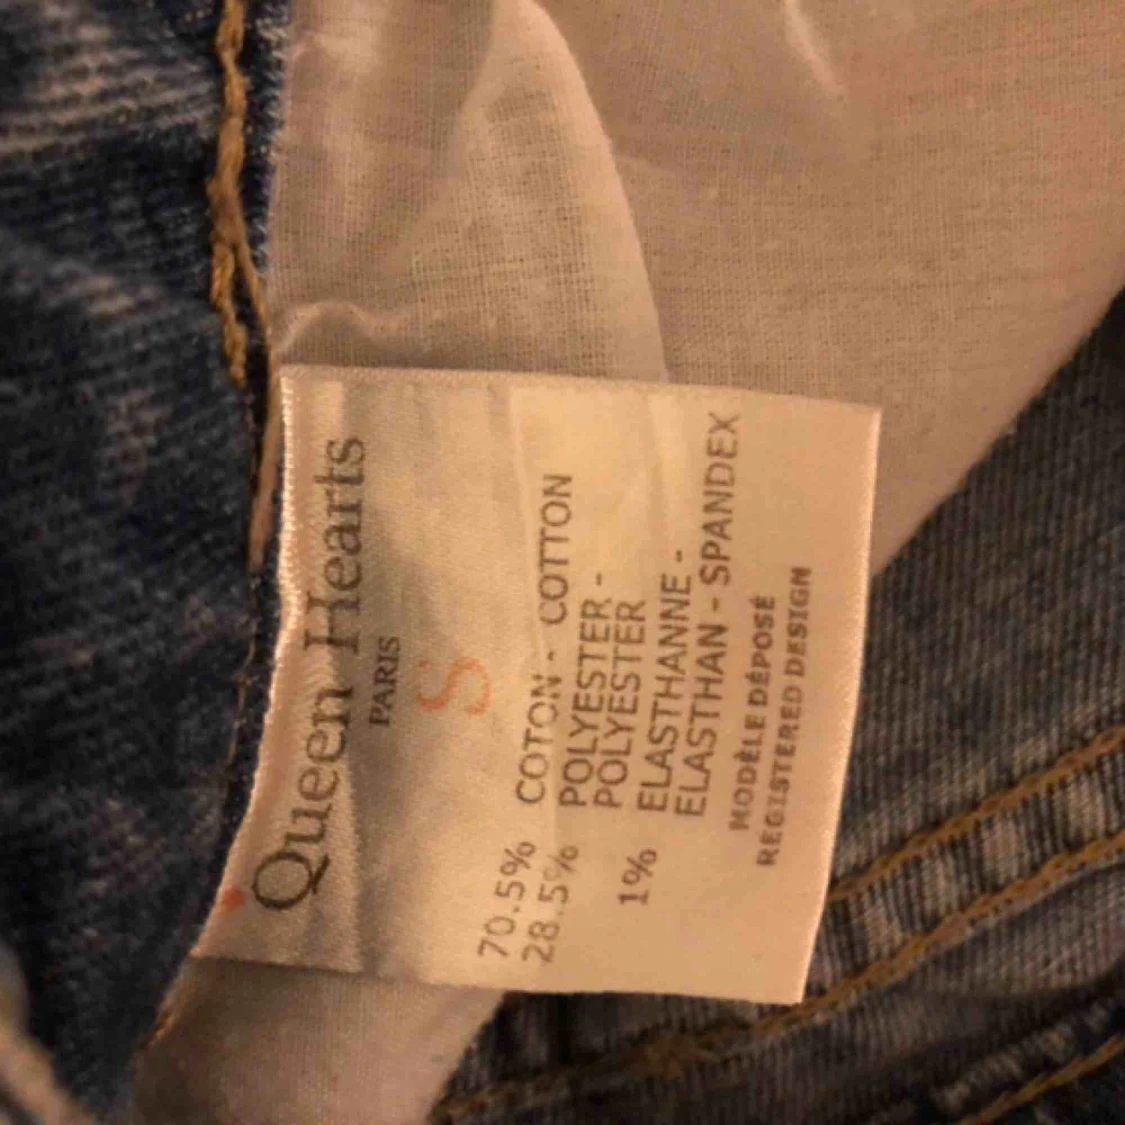 Queen Hearts
PARIS
S
70.5% COTON - COTTON
28.5% POLYESTER -
POLYESTER
1% ELASTHANNE -
ELASTHAN - SPANDEX
MODÈLE DÉPOSÉ
REGISTERED DESIGN